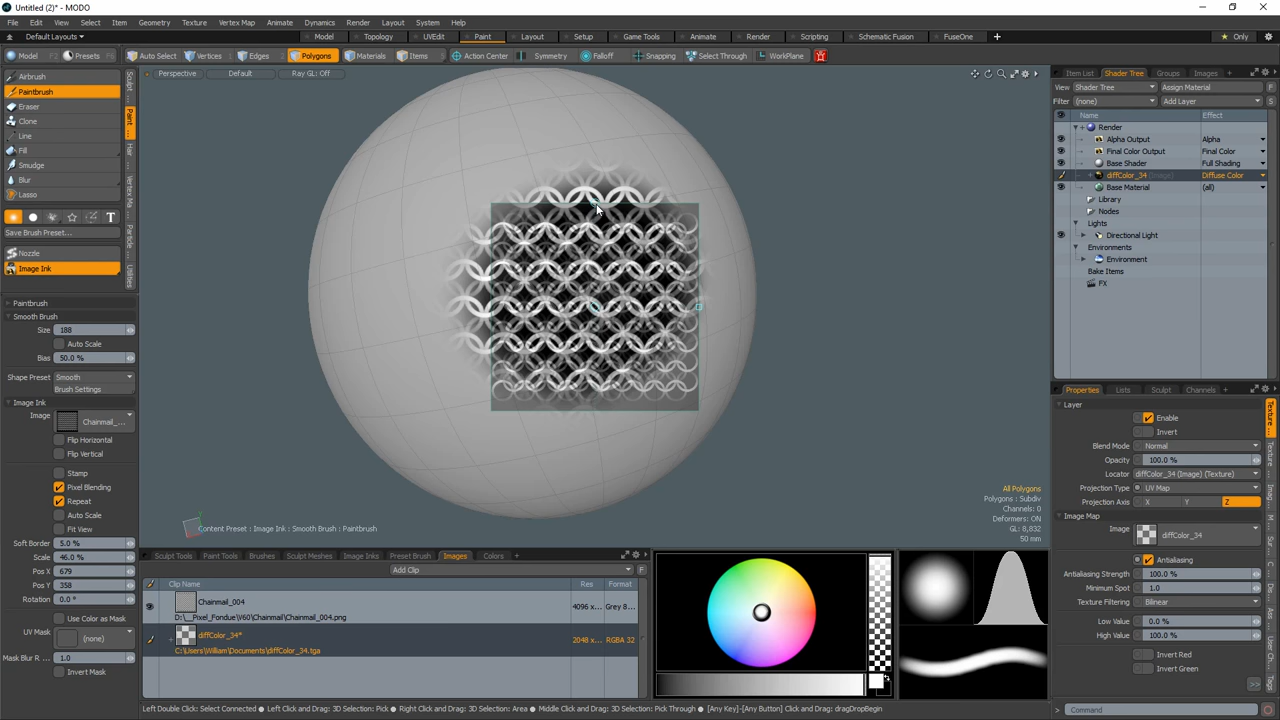 Untitled (2)* - MODO
File Edit View Select Item Geometry Texture Vertex Map Animate Dynamics Render Layout System Help
Default Layouts Model Topology UVEdit Paint Layout Setup Game Tools Animate Render Scripting Schematic Fusion FuseOne + Only
Model Presets Auto Select Vertices Edges Polygons Materials Items Action Center Symmetry Falloff Snapping Select Through WorkPlane
Airbrush
Paintbrush
Eraser
Clone
Line
Fill
Smudge
Blur
Lasso
Save Brush Preset...
Nozzle
Image Ink
Paintbrush
Smooth Brush
Size 188
Auto Scale
Bias 50.0 %
Shape Preset Smooth
Brush Settings
Image Ink
Image Chainmail_...
Flip Horizontal
Flip Vertical
Stamp
Pixel Blending
Repeat
Auto Scale
Fit View
Soft Border 5.0 %
Scale 46.0 %
Pos X 679
Pos Y 358
Rotation 0.0 °
Use Color as Mask
UV Mask (none)
Mask Blur R ... 1.0
Invert Mask
Sculpt ...
Paint ...
Hair ...
Vertex Ma ...
Particle ...
Utilities
Perspective Default Ray GL: Off
All Polygons
Polygons : Subdiv
Channels: 0
Deformers: ON
GL: 8,832
50 mm
Content Preset : Image Ink : Smooth Brush : Paintbrush
Sculpt Tools Paint Tools Brushes Sculpt Meshes Image Inks Preset Brush Images Colors +
Add Clip F
Clip Name Res Format
Chainmail_004 4096 x... Grey 8...
D:\__Pixel_Fondue\V60\Chainmail\Chainmail_004.png
diffColor_34* 2048 x... RGBA 32
C:\Users\William\Documents\diffColor_34.tga
Item List Shader Tree Groups Images +
View Shader Tree Assign Material F
Filter (none) Add Layer S
Name Effect
Render
Alpha Output Alpha
Final Color Output Final Color
Base Shader Full Shading
diffColor_34 (Image) Diffuse Color
Base Material (all)
Library
Nodes
Lights
Directional Light
Environments
Environment
Bake Items
FX
Properties Lists Sculpt Channels +
Layer
Enable
Invert
Blend Mode Normal
Opacity 100.0 %
Locator diffColor_34 (Image) (Texture)
Projection Type UV Map
Projection Axis X Y Z
Image Map
Image diffColor_34
Antialiasing
Antialiasing Strength 100.0 %
Minimum Spot 1.0
Texture Filtering Bilinear
Low Value 0.0 %
High Value 100.0 %
Invert Red
Invert Green
>>
Texture ...
Texture ...
Imag ...
User Ch...
Tags
Left Double Click: Select Connected ● Left Click and Drag: 3D Selection: Pick ● Right Click and Drag: 3D Selection: Area ● Middle Click and Drag: 3D Selection: Pick Through ● [Any Key]-[Any Button] Click and Drag: dragDropBegin
> Command